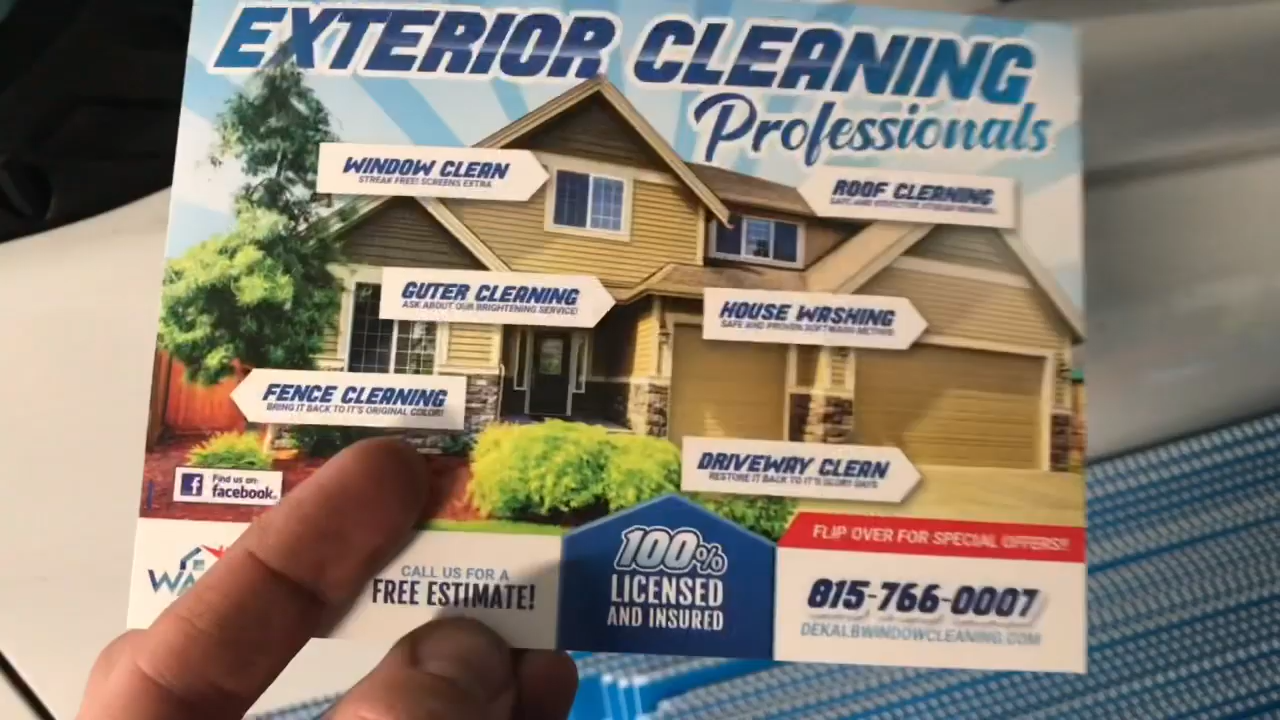 EXTERIOR CLEANING
Professionals
WINDOW CLEAN
STREAK FREE! SCREENS EXTRA
ROOF CLEANING
GUTER CLEANING
ASK ABOUT OUR BRIGHTENING SERVICE!
HOUSE WASHING
SAFE AND PROVEN SOFTWASH METHOD
FENCE CLEANING
BRING IT BACK TO IT'S ORIGINAL COLOR!
DRIVEWAY CLEAN
RESTORE IT BACK TO IT'S GLORY DAYS
Find us on:
facebook.
FLIP OVER FOR SPECIAL OFFERS!!
CALL US FOR A
FREE ESTIMATE!
100%
LICENSED
AND INSURED
815-766-0007
DEKALBWINDOWCLEANING.COM